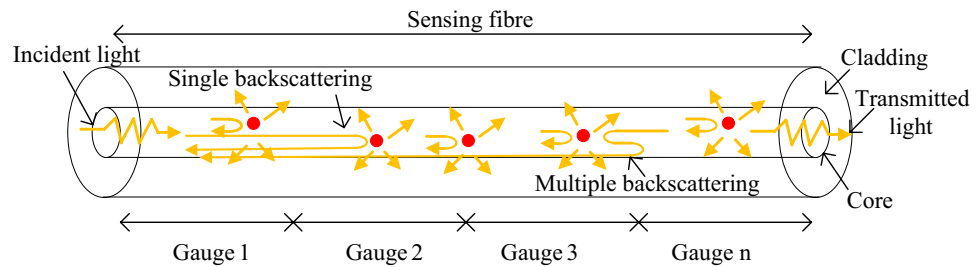 Sensing fibre
Incident light
Cladding
Single backscattering
Transmitted
light
Multiple backscattering
Core
Gauge 1
Gauge 2
Gauge 3
Gauge n